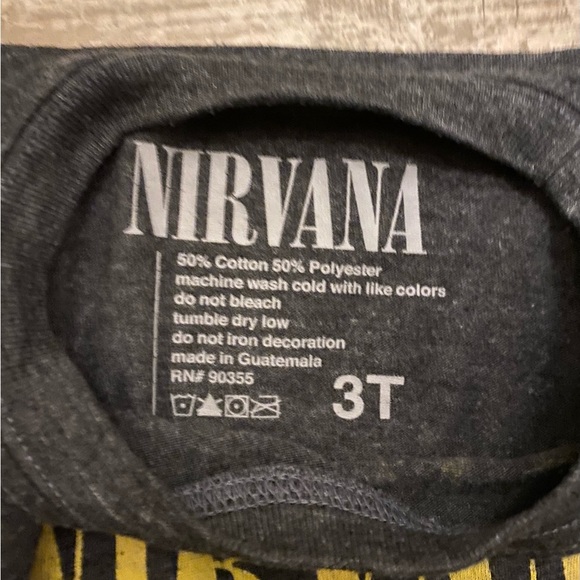 NIRVANA
50% Cotton 50% Polyester
machine wash cold with like colors
do not bleach
tumble dry low
do not iron decoration
made in Guatemala
RN# 90355
3T